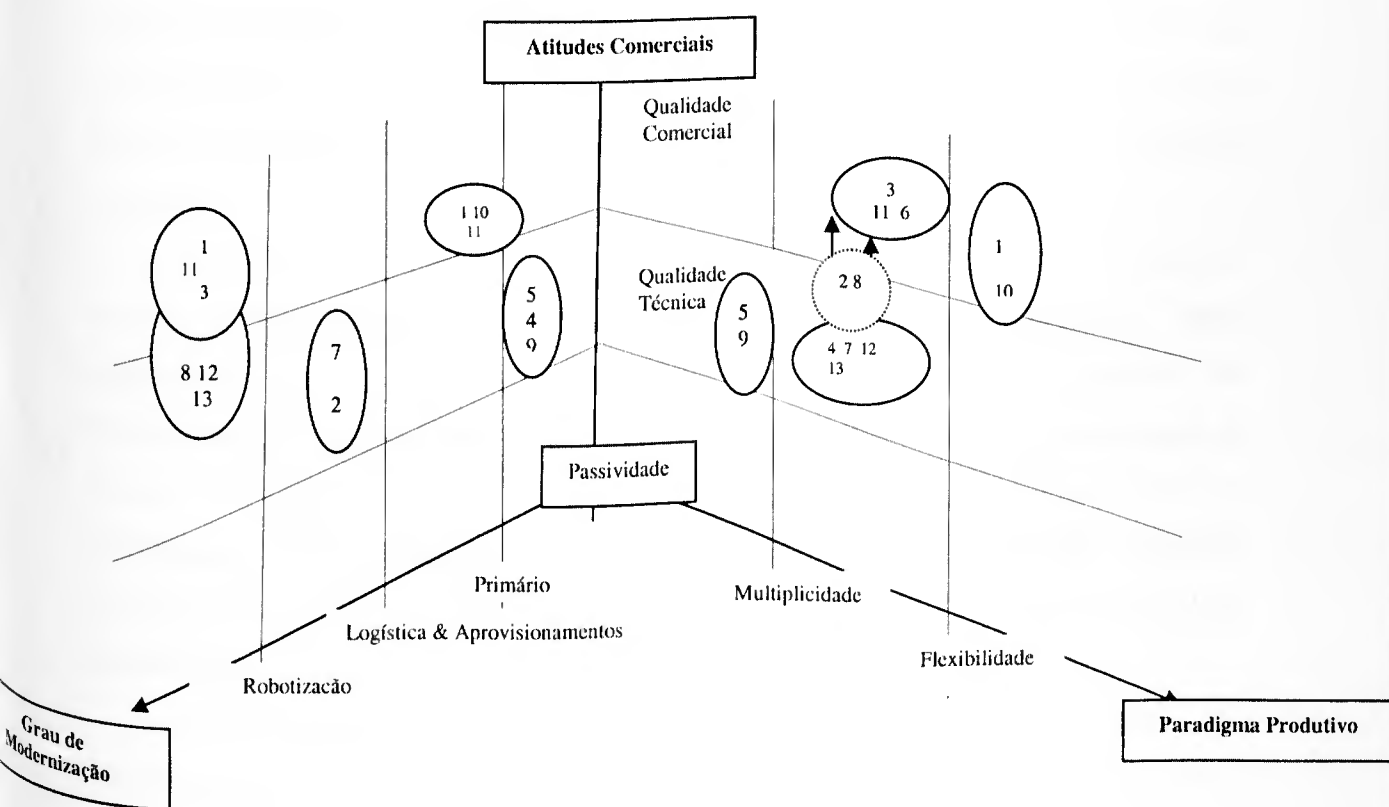 Atitudes Comerciais
Qualidade
Comercial
1 10
11
3
11 6
1
11
3
1
10
Qualidade
Técnica
2 8
5
4
9
5
9
7
2
4 7 12
13
8 12
13
Passividade
Primário
Multiplicidade
Logística & Aprovisionamentos
Flexibilidade
Robotizacão
Grau de
Modernização
Paradigma Produtivo